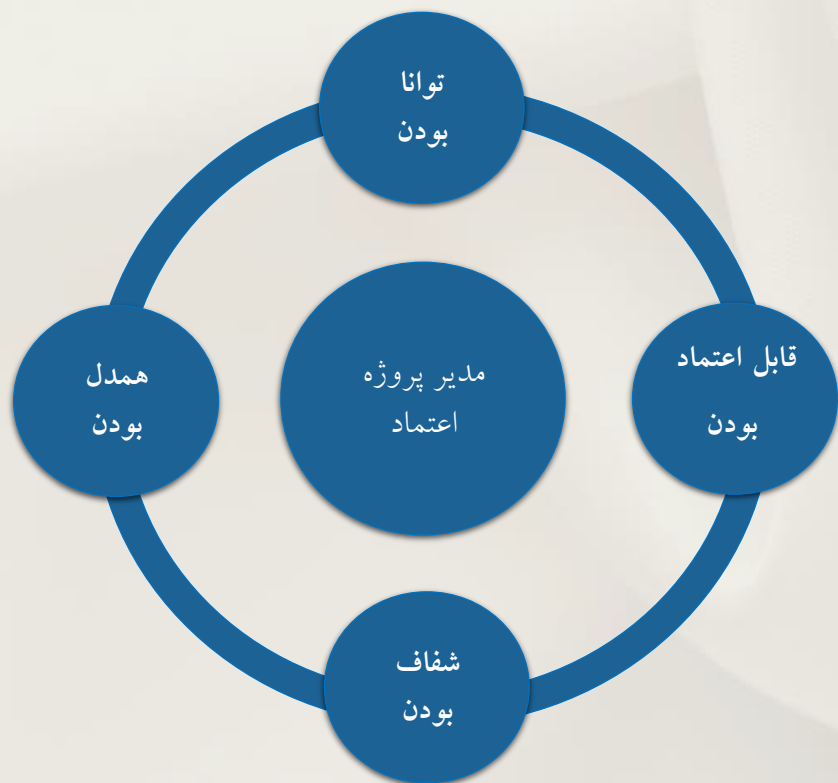 توانا
بودن
قابل اعتماد
بودن
مدیر پروژه
اعتماد
همدل
بودن
شفاف
بودن